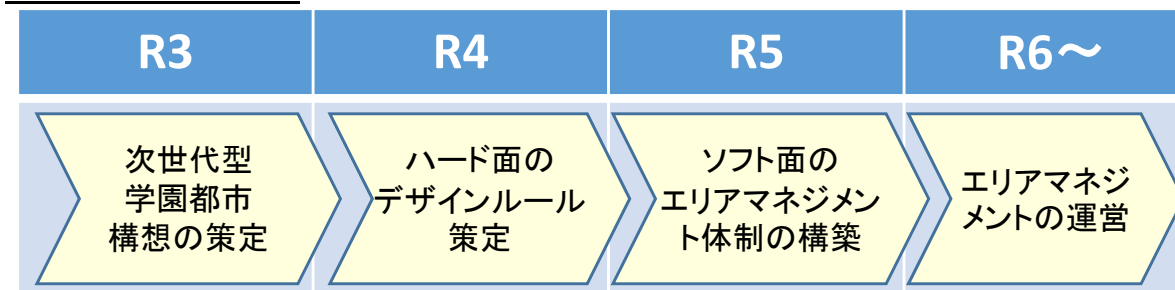 R3
R4
R5
R6～
次世代型
学園都市
構想の策定
ハード面の
デザインルール
策定
ソフト面の
エリアマネジメン
ト体制の構築
エリアマネジ
メントの運営